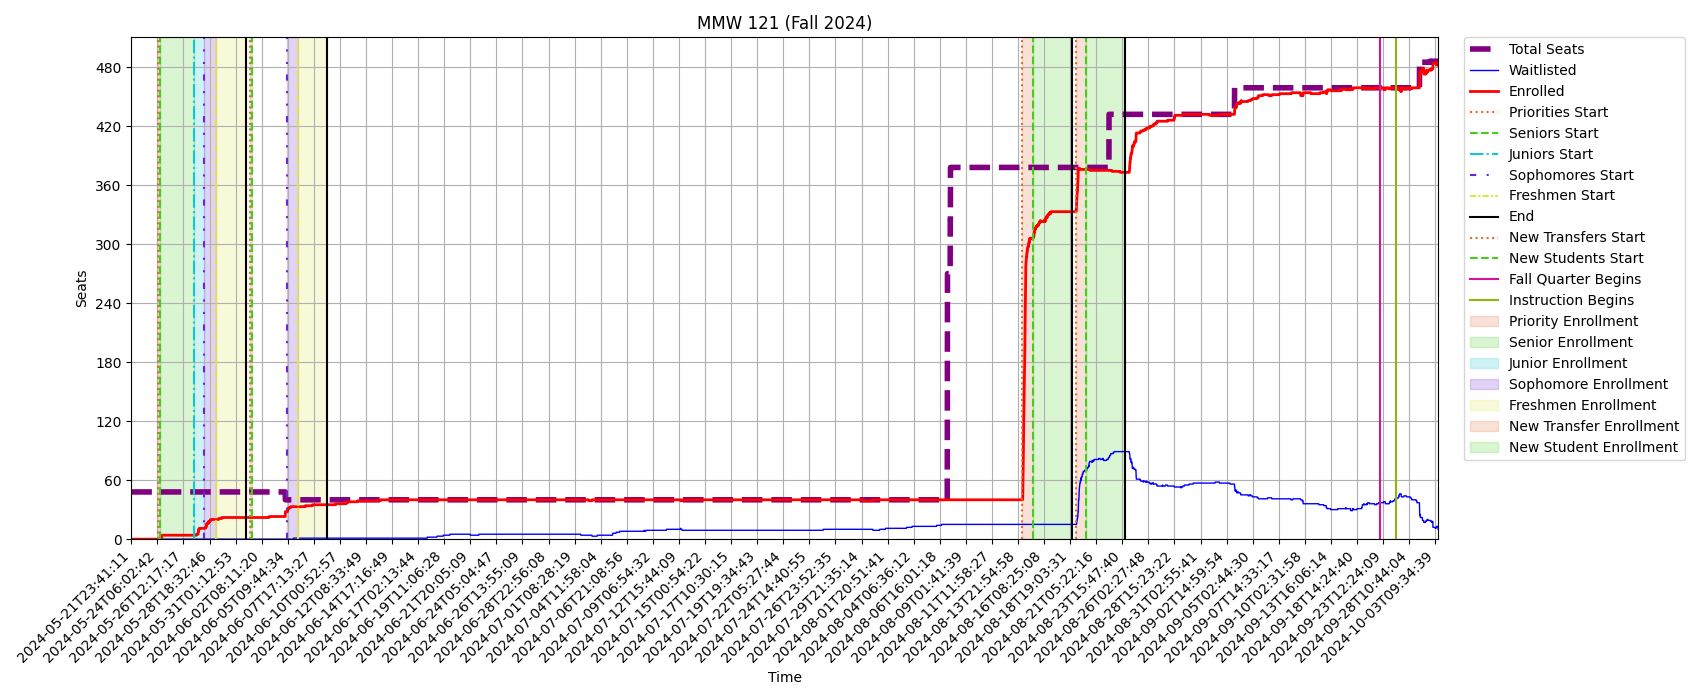 MMW 121 (Fall 2024)
Seats
480
420
360
300
240
180
120
60
0
2024-05-21T23:41:11
2024-05-24T06:02:42
2024-05-26T12:17:17
2024-05-28T18:32:46
2024-05-31T01:12:53
2024-06-02T08:11:20
2024-06-05T09:44:34
2024-06-07T17:13:27
2024-06-10T00:52:57
2024-06-12T08:33:49
2024-06-14T17:16:49
2024-06-17T02:13:44
2024-06-19T11:06:28
2024-06-21T20:05:09
2024-06-24T05:04:47
2024-06-26T13:55:09
2024-06-28T22:56:08
2024-07-01T08:28:19
2024-07-04T11:58:04
2024-07-06T21:08:56
2024-07-09T06:54:32
2024-07-12T15:44:09
2024-07-15T00:54:22
2024-07-17T10:30:15
2024-07-19T19:34:43
2024-07-22T05:27:44
2024-07-24T14:40:55
2024-07-26T23:52:35
2024-07-29T21:35:14
2024-08-01T20:51:41
2024-08-04T06:36:12
2024-08-06T16:01:18
2024-08-09T01:41:39
2024-08-11T11:58:27
2024-08-13T21:54:58
2024-08-16T08:25:08
2024-08-18T19:03:31
2024-08-21T05:22:16
2024-08-23T15:47:40
2024-08-26T02:27:48
2024-08-28T15:23:22
2024-08-31T02:55:41
2024-09-02T14:59:54
2024-09-05T02:44:30
2024-09-07T14:33:17
2024-09-10T02:31:58
2024-09-13T16:06:14
2024-09-18T14:24:40
2024-09-23T12:24:09
2024-09-28T10:44:04
2024-10-03T09:34:39
Time
Total Seats
Waitlisted
Enrolled
Priorities Start
Seniors Start
Juniors Start
Sophomores Start
Freshmen Start
End
New Transfers Start
New Students Start
Fall Quarter Begins
Instruction Begins
Priority Enrollment
Senior Enrollment
Junior Enrollment
Sophomore Enrollment
Freshmen Enrollment
New Transfer Enrollment
New Student Enrollment